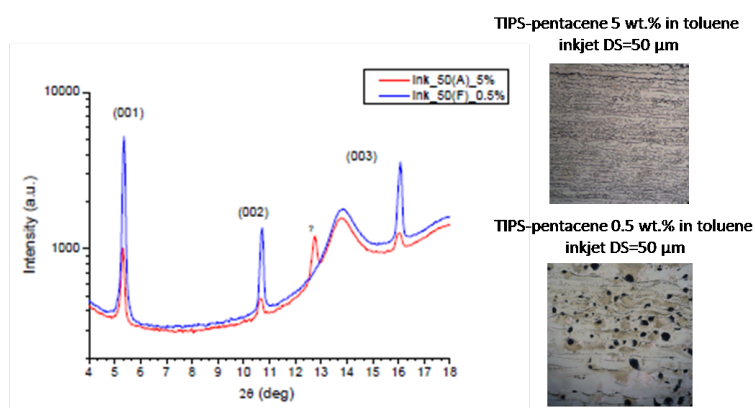 TIPS-pentacene 5 wt.% in toluene
inkjet DS=50 µm
Ink_50(A)_5%
Ink_50(F)_0.5%
10000
(001)
(003)
(002)
?
1000
Intensity (a.u.)
4 5 6 7 8 9 10 11 12 13 14 15 16 17 18
2θ (deg)
TIPS-pentacene 0.5 wt.% in toluene
inkjet DS=50 µm